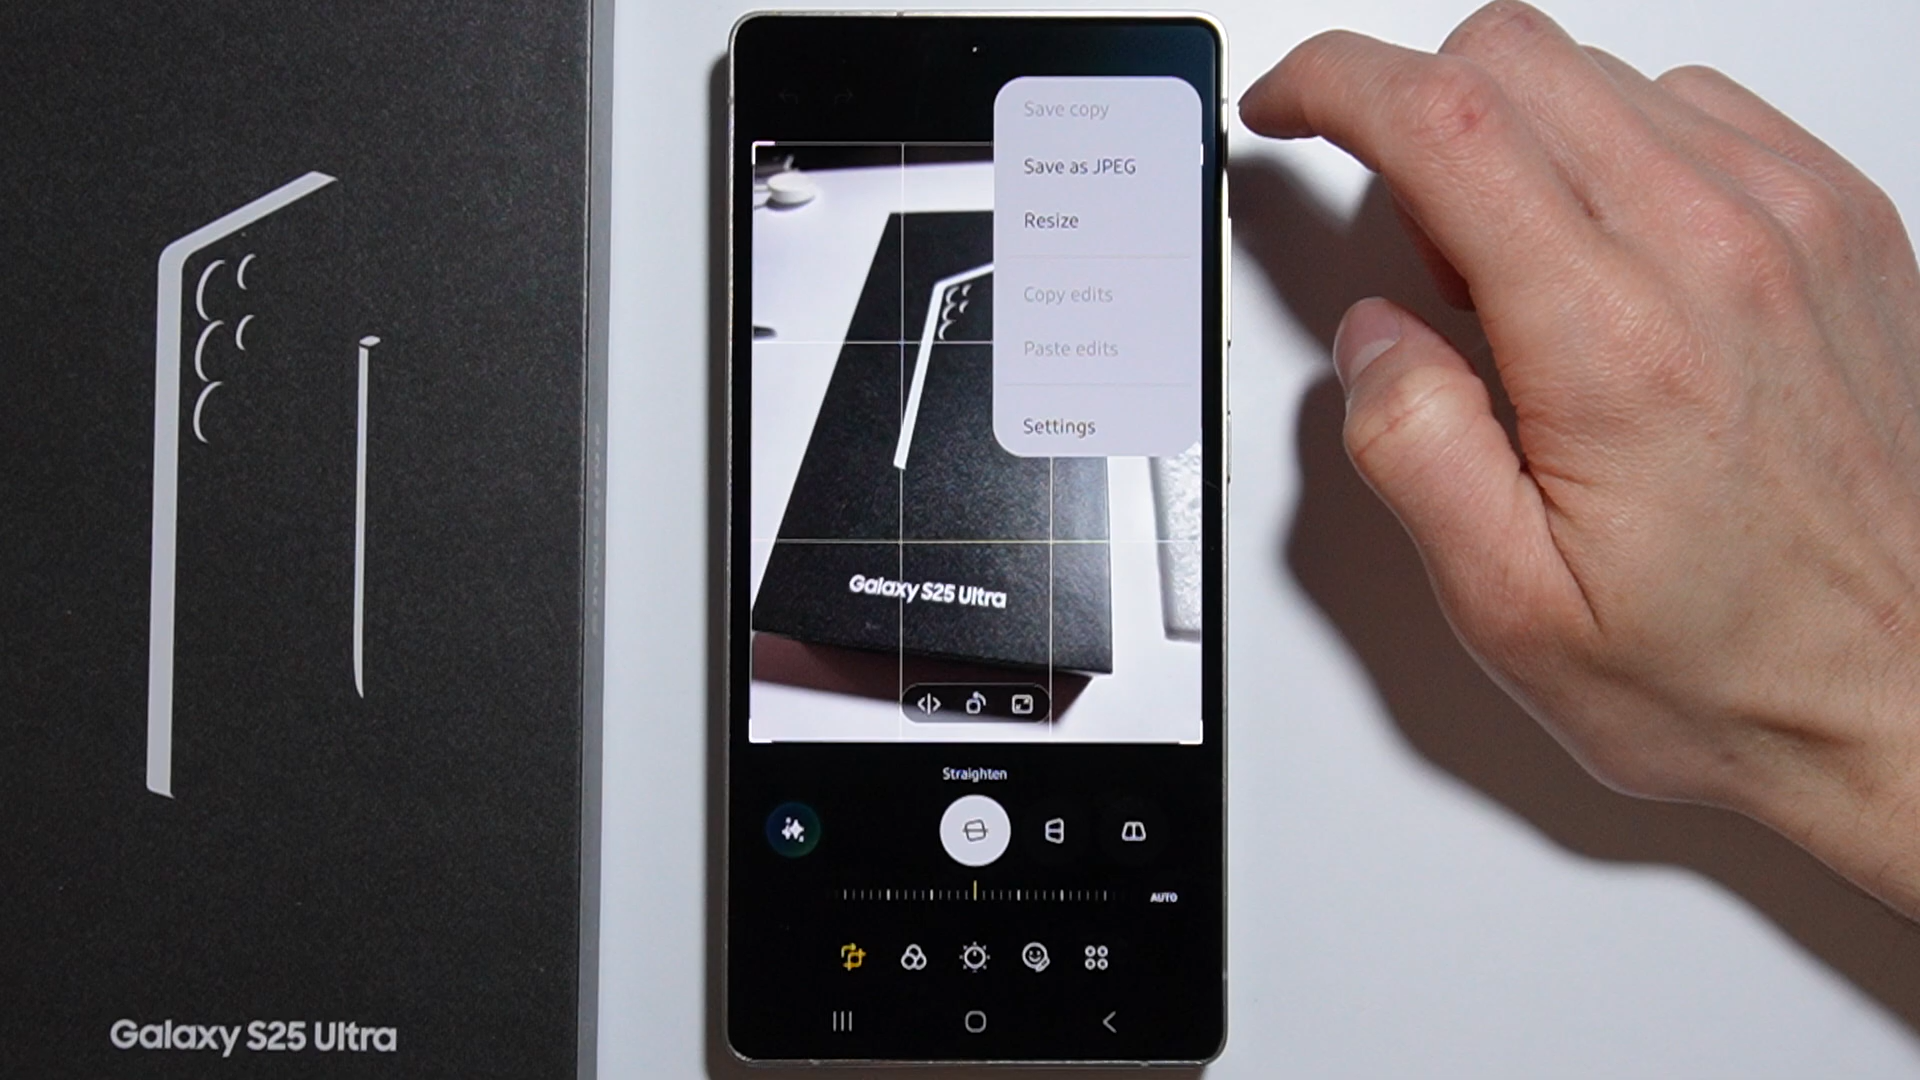 Save copy
Save as JPEG
Resize
Copy edits
Paste edits
Settings
Galaxy S25 Ultra
Straighten
AUTO
Galaxy S25 Ultra